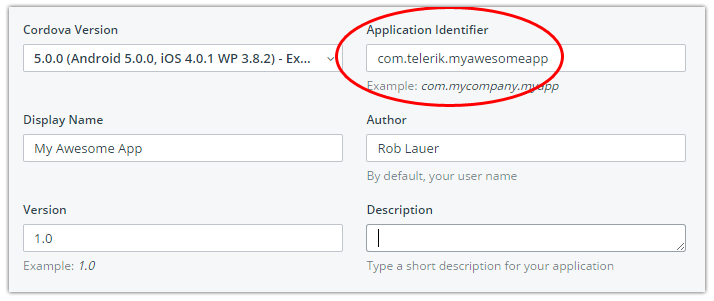 Cordova Version
Application Identifier
5.0.0 (Android 5.0.0, iOS 4.0.1 WP 3.8.2) - Ex...
com.telerik.myawesomeapp
Example: com.mycompany.myapp
Display Name
Author
My Awesome App
Rob Lauer
By default, your user name
Version
Description
1.0
Example: 1.0
Type a short description for your application